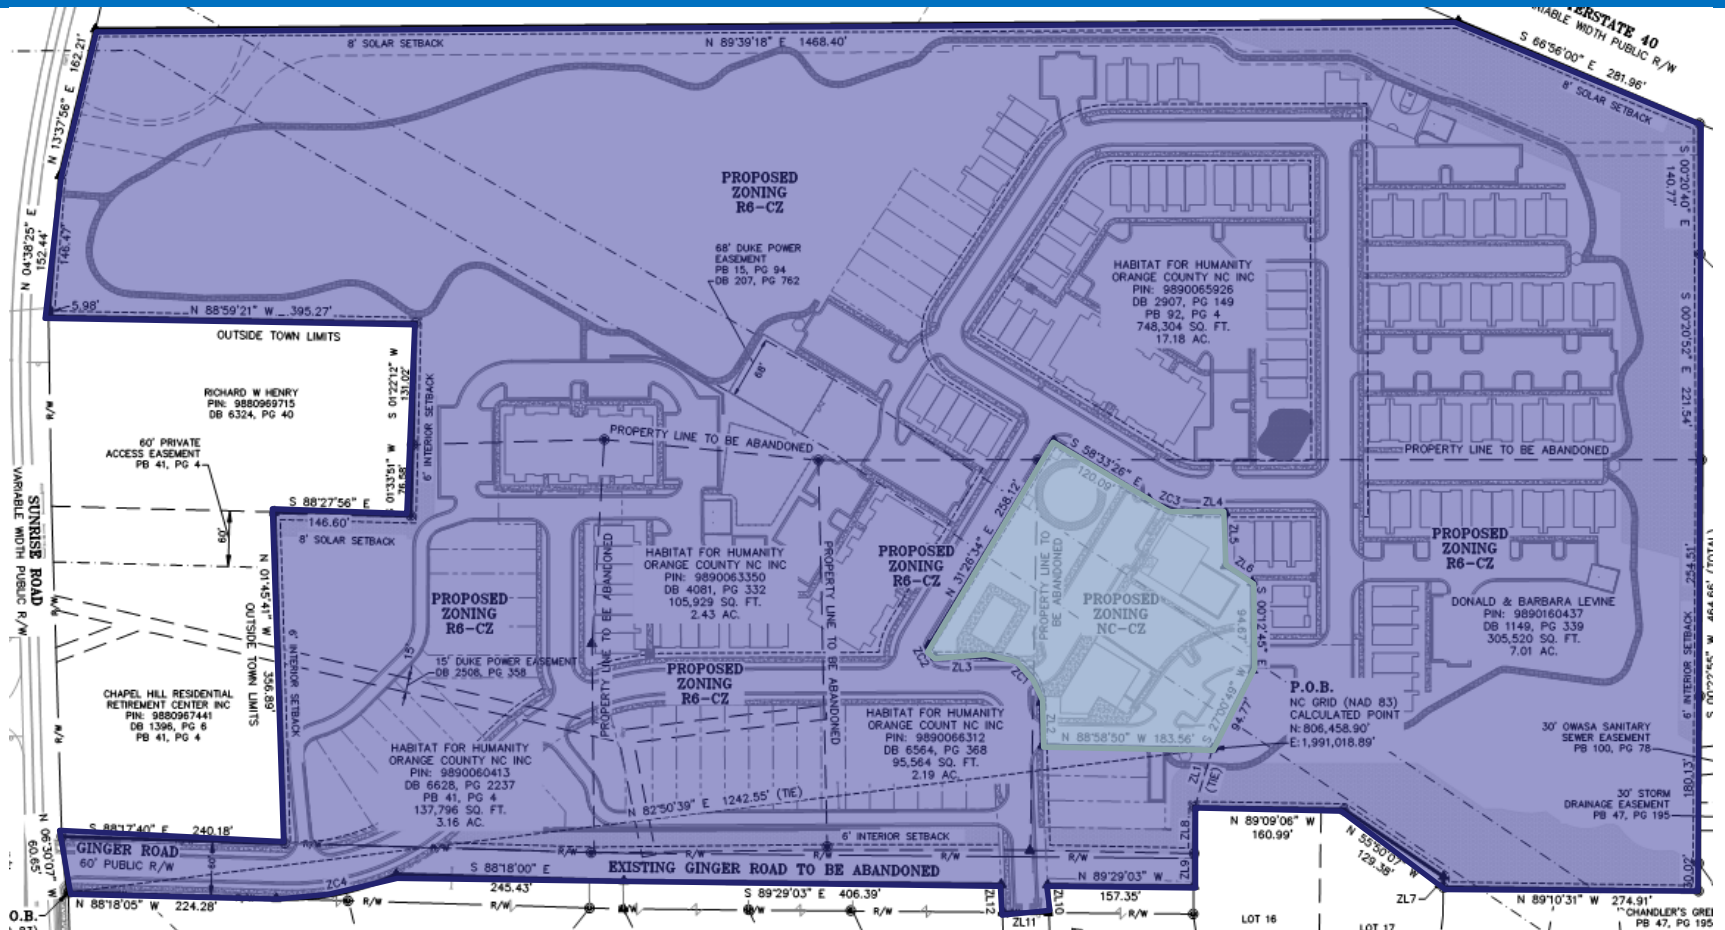 8' SOLAR SETBACK
N 89°39'18" E 1468.40'
INTERSTATE 40
VARIABLE WIDTH PUBLIC R/W
S 66°56'00" E 281.96'
8' SOLAR SETBACK
N 13°37'56" E 162.21'
N 04°38'25" E
152.44'
146.47'
5.98'
N 88°59'21" W 395.27'
OUTSIDE TOWN LIMITS
PROPOSED
ZONING
R6-CZ
68' DUKE POWER
EASEMENT
PB 15, PG 94
DB 207, PG 762
68'
HABITAT FOR HUMANITY
ORANGE COUNTY NC INC
PIN: 9890065926
DB 2907, PG 149
PB 92, PG 4
748,304 SQ. FT.
17.18 AC.
S 00°20'40" E
140.77'
S 00°20'52" E 221.54'
RICHARD W HENRY
PIN: 9880969715
DB 6324, PG 40
S 01°22'12" W
131.02'
6' INTERIOR SETBACK
60' PRIVATE
ACCESS EASEMENT
PB 41, PG 4
R/W
S 88°27'56" E
146.60'
01°33'51" W
76.58'
8' SOLAR SETBACK
60'
SUNRISE ROAD
VARIABLE WIDTH PUBLIC R/W
R/W
R/W
PROPERTY LINE TO BE ABANDONED
PROPERTY LINE TO BE ABANDONED
S 58°33'26" E
120.09'
ZC3
ZL4
ZL5
ZL6
N 31°26'34" E 258.12'
PROPERTY LINE TO
BE ABANDONED
PROPOSED
ZONING
NC-CZ
S 00°12'45" E
94.67'
S 27°00'49" W
94.77'
N 88°58'50" W 183.56'
ZC2
ZL3
ZC1
ZL2
ZL1
(TIE)
PROPOSED
ZONING
R6-CZ
HABITAT FOR HUMANITY
ORANGE COUNTY NC INC
PIN: 9890063350
DB 4081, PG 332
105,929 SQ. FT.
2.43 AC.
PROPERTY LINE TO BE ABANDONED
PROPERTY LINE TO BE ABANDONED
PROPOSED
ZONING
R6-CZ
PROPOSED
ZONING
R6-CZ
15' DUKE POWER EASEMENT
DB 2508, PG 358
15'
N 01°45'41" W 356.89'
OUTSIDE TOWN LIMITS
6' INTERIOR SETBACK
CHAPEL HILL RESIDENTIAL
RETIREMENT CENTER INC
PIN: 9880967441
DB 1396, PG 6
PB 41, PG 4
PROPOSED
ZONING
R6-CZ
DONALD & BARBARA LEVINE
PIN: 9890160437
DB 1149, PG 339
305,520 SQ. FT.
7.01 AC.
254.51'
6' INTERIOR SETBACK
P.O.B.
NC GRID (NAD 83)
CALCULATED POINT
N: 806,458.90'
E: 1,991,018.89'
30' OWASA SANITARY
SEWER EASEMENT
PB 100, PG 78
180.13'
30' STORM
DRAINAGE EASEMENT
PB 47, PG 195
HABITAT FOR HUMANITY
ORANGE COUNTY NC INC
PIN: 9890060413
DB 6628, PG 2237
PB 41, PG 4
137,796 SQ. FT.
3.16 AC.
HABITAT FOR HUMANITY
ORANGE COUNT NC INC
PIN: 9890066312
DB 6564, PG 368
95,564 SQ. FT.
2.19 AC.
N 82°50'39" E 1242.55' (TIE)
6' INTERIOR SETBACK
N 06°30'07" W
60.65'
S 88°17'40" E 240.18'
GINGER ROAD
60' PUBLIC R/W
60'
ZC4
N 88°18'05" W 224.28'
R/W
R/W
R/W
R/W
R/W
S 88°18'00" E
245.43'
EXISTING GINGER ROAD TO BE ABANDONED
S 89°29'03" E 406.39'
ZL12
ZL11
ZL10
N 89°29'03" W
157.35'
ZL9
ZL8
N 89°09'06" W
160.99'
N 55°50'07" W
129.38'
30.02'
ZL7
N 89°10'31" W 274.91'
R/W
R/W
R/W
R/W
LOT 16
LOT 17
PB 47, PG 195
O.B.